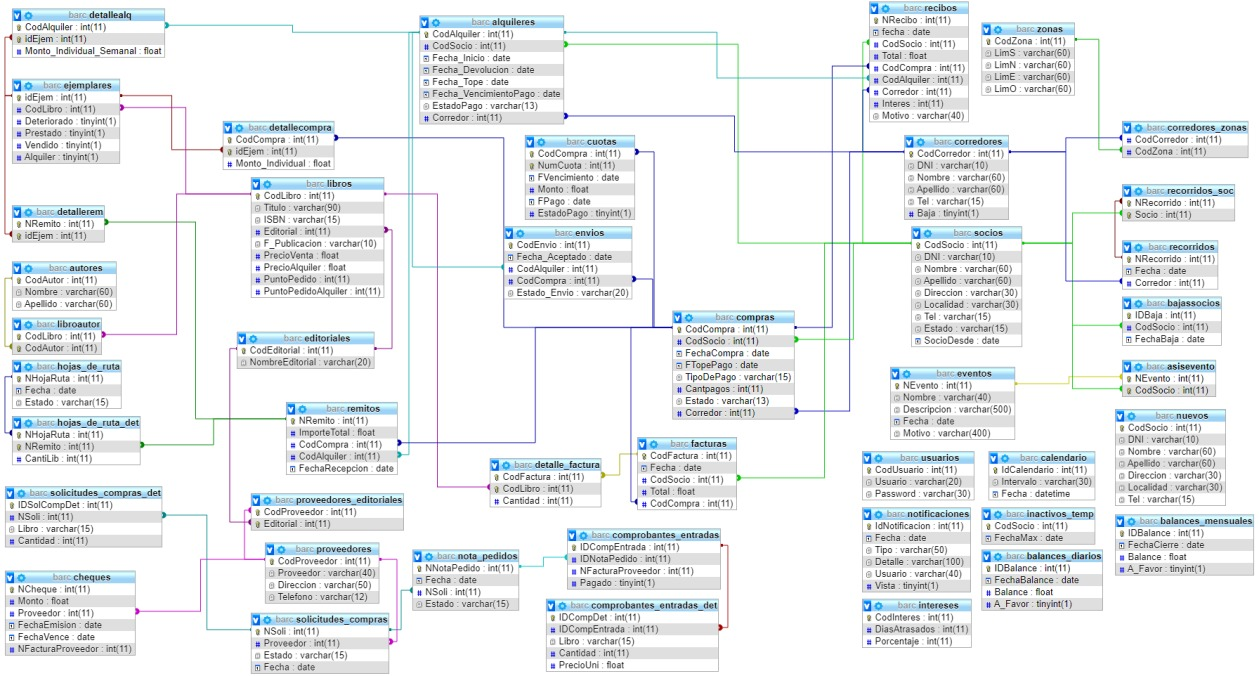 barc detallealq
CodAlquiler : int(11)
idEjem : int(11)
Monto_Individual_Semanal : float
barc ejemplares
idEjem : int(11)
CodLibro : int(11)
Deteriorado : tinyint(1)
Prestado : tinyint(1)
Vendido : tinyint(1)
Alquiler : tinyint(1)
barc detallerem
NRemito : int(11)
idEjem : int(11)
barc autores
CodAutor : int(11)
Nombre : varchar(60)
Apellido : varchar(60)
barc libroautor
CodLibro : int(11)
CodAutor : int(11)
barc hojas_de_ruta
NHojaRuta : int(11)
Fecha : date
Estado : varchar(15)
barc hojas_de_ruta_det
NHojaRuta : int(11)
NRemito : int(11)
CantiLib : int(11)
barc solicitudes_compras_det
IDSolCompDet : int(11)
NSoli : int(11)
Libro : varchar(15)
Cantidad : int(11)
barc cheques
NCheque : int(11)
Monto : float
Proveedor : int(11)
FechaEmision : date
FechaVence : date
NFacturaProveedor : int(11)
barc detallecompra
CodCompra : int(11)
idEjem : int(11)
Monto_Individual : float
barc libros
CodLibro : int(11)
Titulo : varchar(90)
ISBN : varchar(15)
Editorial : int(11)
F_Publicacion : varchar(10)
PrecioVenta : float
PrecioAlquiler : float
PuntoPedido : int(11)
PuntoPedidoAlquiler : int(11)
barc editoriales
CodEditorial : int(11)
NombreEditorial : varchar(20)
barc remitos
NRemito : int(11)
ImporteTotal : float
CodCompra : int(11)
CodAlquiler : int(11)
FechaRecepcion : date
barc proveedores_editoriales
CodProveedor : int(11)
Editorial : int(11)
barc proveedores
CodProveedor : int(11)
Proveedor : varchar(40)
Direccion : varchar(50)
Telefono : varchar(12)
barc solicitudes_compras
NSoli : int(11)
Proveedor : int(11)
Estado : varchar(15)
Fecha : date
barc alquileres
CodAlquiler : int(11)
CodSocio : int(11)
Fecha_Inicio : date
Fecha_Devolucion : date
Fecha_Tope : date
Fecha_VencimientoPago : date
EstadoPago : varchar(13)
Corredor : int(11)
barc cuotas
CodCompra : int(11)
NumCuota : int(11)
FVencimiento : date
Monto : float
FPago : date
EstadoPago : tinyint(1)
barc envios
CodEnvio : int(11)
Fecha_Aceptado : date
CodAlquiler : int(11)
CodCompra : int(11)
Estado_Envio : varchar(20)
barc compras
CodCompra : int(11)
CodSocio : int(11)
FechaCompra : date
FTopePago : date
TipoDePago : varchar(15)
Cantpagos : int(11)
Estado : varchar(13)
Corredor : int(11)
barc facturas
CodFactura : int(11)
Fecha : date
CodSocio : int(11)
Total : float
CodCompra : int(11)
barc detalle_factura
CodFactura : int(11)
CodLibro : int(11)
Cantidad : int(11)
barc nota_pedidos
NNotaPedido : int(11)
Fecha : date
NSoli : int(11)
Estado : varchar(15)
barc comprobantes_entradas
IDCompEntrada : int(11)
IDNotaPedido : int(11)
NFacturaProveedor : int(11)
Pagado : tinyint(1)
barc comprobantes_entradas_det
IDCompDet : int(11)
IDCompEntrada : int(11)
Libro : varchar(15)
Cantidad : int(11)
PrecioUni : float
barc recibos
NRecibo : int(11)
fecha : date
CodSocio : int(11)
Total : float
CodCompra : int(11)
CodAlquiler : int(11)
Corredor : int(11)
Interes : int(11)
Motivo : varchar(40)
barc zonas
CodZona : int(11)
LimS : varchar(60)
LimN : varchar(60)
LimE : varchar(60)
LimO : varchar(60)
barc corredores
CodCorredor : int(11)
DNI : varchar(10)
Nombre : varchar(60)
Apellido : varchar(60)
Tel : varchar(15)
Baja : tinyint(1)
barc corredores_zonas
CodCorredor : int(11)
CodZona : int(11)
barc socios
CodSocio : int(11)
DNI : varchar(10)
Nombre : varchar(60)
Apellido : varchar(60)
Direccion : varchar(30)
Localidad : varchar(30)
Tel : varchar(15)
Estado : varchar(15)
SocioDesde : date
barc recorridos_soc
NRecorrido : int(11)
Socio : int(11)
barc recorridos
NRecorrido : int(11)
Fecha : date
Corredor : int(11)
barc bajassocios
IDBaja : int(11)
CodSocio : int(11)
FechaBaja : date
barc asisevento
NEvento : int(11)
CodSocio : int(11)
barc eventos
NEvento : int(11)
Nombre : varchar(40)
Descripcion : varchar(500)
Fecha : date
Motivo : varchar(400)
barc nuevos
CodSocio : int(11)
DNI : varchar(10)
Nombre : varchar(60)
Apellido : varchar(60)
Direccion : varchar(30)
Localidad : varchar(30)
Tel : varchar(15)
barc usuarios
CodUsuario : int(11)
Usuario : varchar(20)
Password : varchar(30)
barc calendario
IdCalendario : int(11)
Intervalo : varchar(30)
Fecha : datetime
barc notificaciones
IdNotificacion : int(11)
Fecha : date
Tipo : varchar(50)
Detalle : varchar(100)
Usuario : varchar(40)
Vista : tinyint(1)
barc inactivos_temp
CodSocio : int(11)
FechaMax : date
barc balances_diarios
IDBalance : int(11)
FechaBalance : date
Balance : float
A_Favor : tinyint(1)
barc balances_mensuales
IDBalance : int(11)
FechaCierre : date
Balance : float
A_Favor : tinyint(1)
barc intereses
CodInteres : int(11)
DiasAtrasados : int(11)
Porcentaje : int(11)